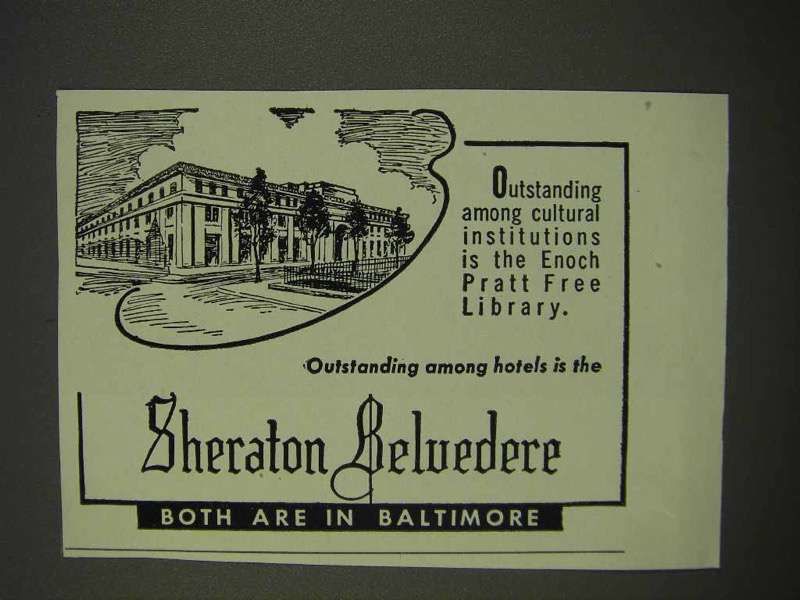 Outstanding
among cultural
institutions
is the Enoch
Pratt Free
Library.
Outstanding among hotels is the
Sheraton Belvedere
BOTH ARE IN BALTIMORE